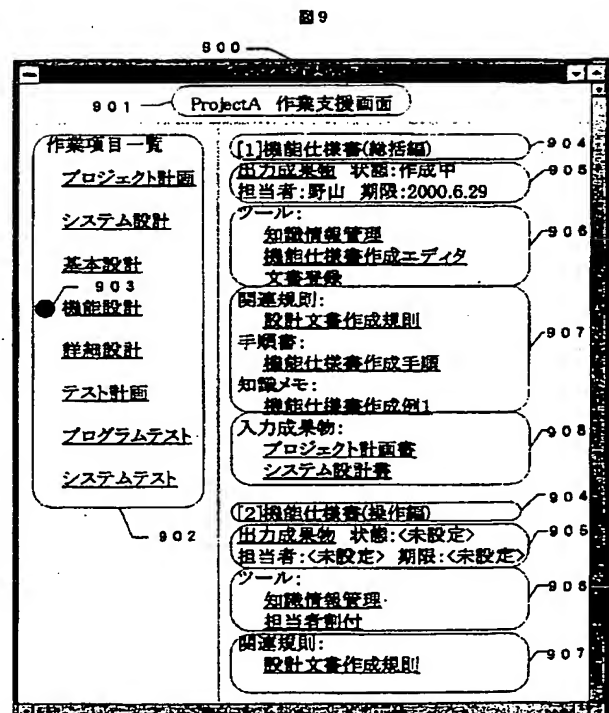 図9
900
901 ProjectA 作業支援画面
作業項目一覧
プロジェクト計画
システム設計
基本設計
903
機能設計
詳細設計
テスト計画
プログラムテスト
システムテスト
902
[1]機能仕様書(総括編) 904
出力成果物 状態:作成中 905
担当者:野山 期限:2000.6.29
ツール:
知識情報管理 906
機能仕様書作成エディタ
文書登録
関連規則:
設計文書作成規則 907
手順書:
機能仕様書作成手順
知識メモ:
機能仕様書作成例1
入力成果物: 908
プロジェクト計画書
システム設計書
904
[2]機能仕様書(操作編)
出力成果物 状態:<未設定> 905
担当者:<未設定> 期限:<未設定>
ツール: 906
知識情報管理
担当者割付
関連規則: 907
設計文書作成規則